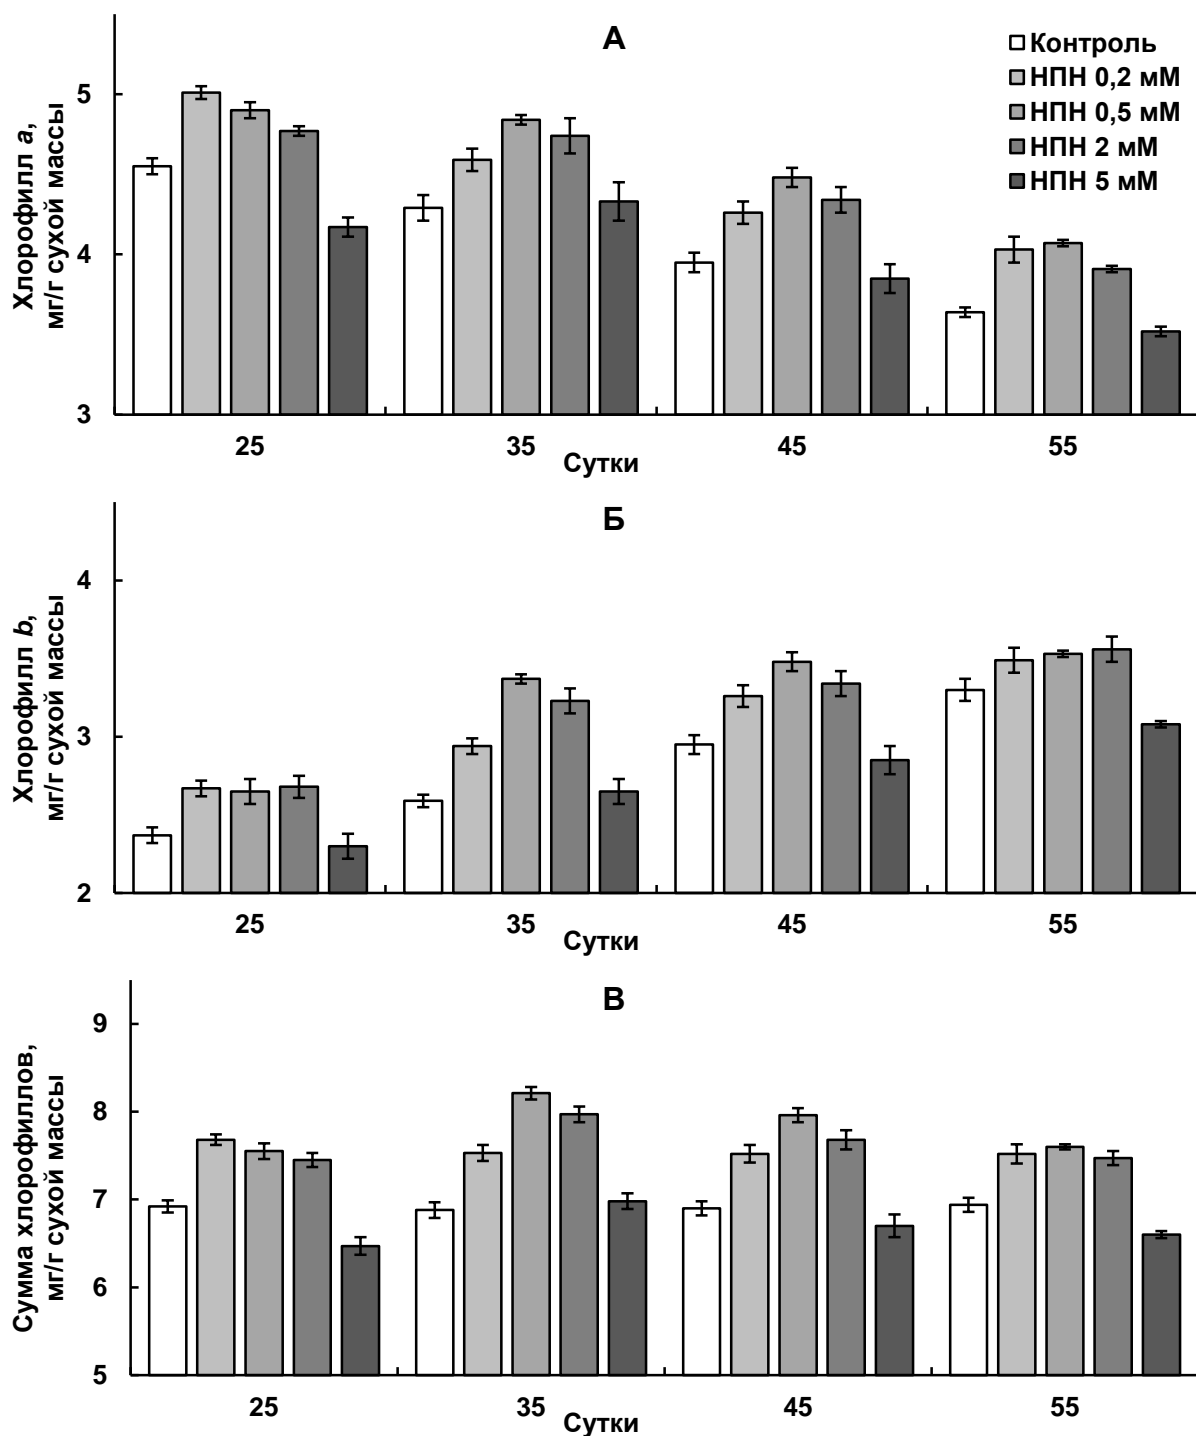 А
Контроль
НПН 0,2 мМ
НПН 0,5 мМ
НПН 2 мМ
НПН 5 мМ
Хлорофилл a,
мг/г сухой массы
5
4
3
25
35
45
55
Сутки
Б
Хлорофилл b,
мг/г сухой массы
4
3
2
25
35
45
55
Сутки
В
Сумма хлорофиллов,
мг/г сухой массы
9
8
7
6
5
25
35
45
55
Сутки